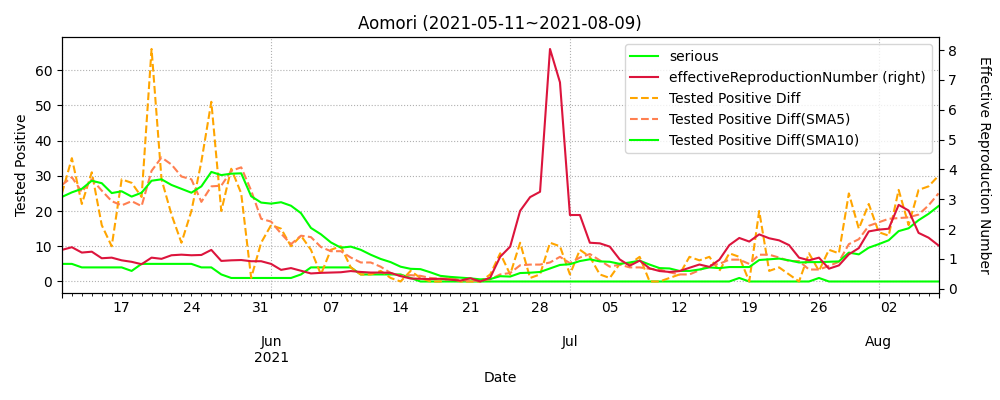 Aomori (2021-05-11~2021-08-09)
serious
effectiveReproductionNumber (right)
Tested Positive Diff
Tested Positive Diff(SMA5)
Tested Positive Diff(SMA10)
Tested Positive
60
50
40
30
20
10
0
Effective Reproduction Number
8
7
6
5
4
3
2
1
0
17 24 31 07 14 21 28 05 12 19 26 02
Jun Jul Aug
2021
Date